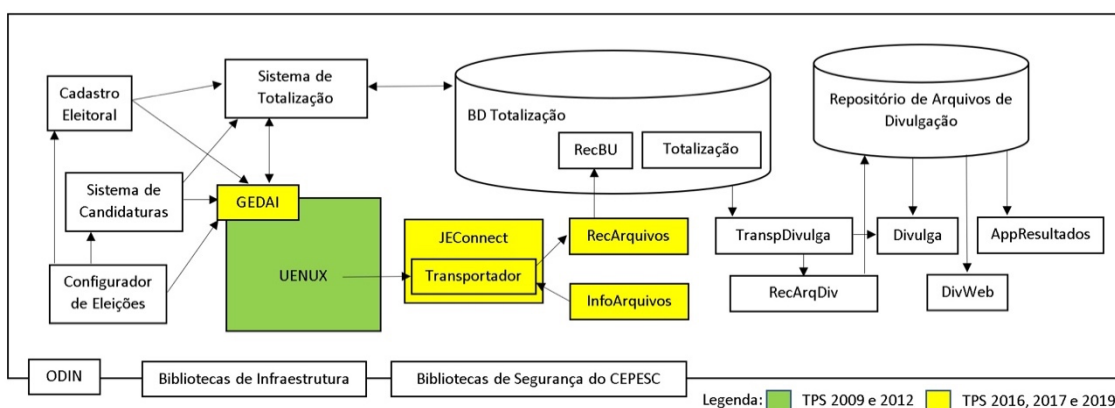 Cadastro
Eleitoral
Sistema de
Totalização
BD Totalização
RecBU
Totalização
Repositório de Arquivos de
Divulgação
Sistema de
Candidaturas
GEDAI
Configurador
de Eleições
UENUX
JEConnect
Transportador
RecArquivos
InfoArquivos
TranspDivulga
Divulga
AppResultados
RecArqDiv
DivWeb
ODIN
Bibliotecas de Infraestrutura
Bibliotecas de Segurança do CEPESC
Legenda: TPS 2009 e 2012 TPS 2016, 2017 e 2019